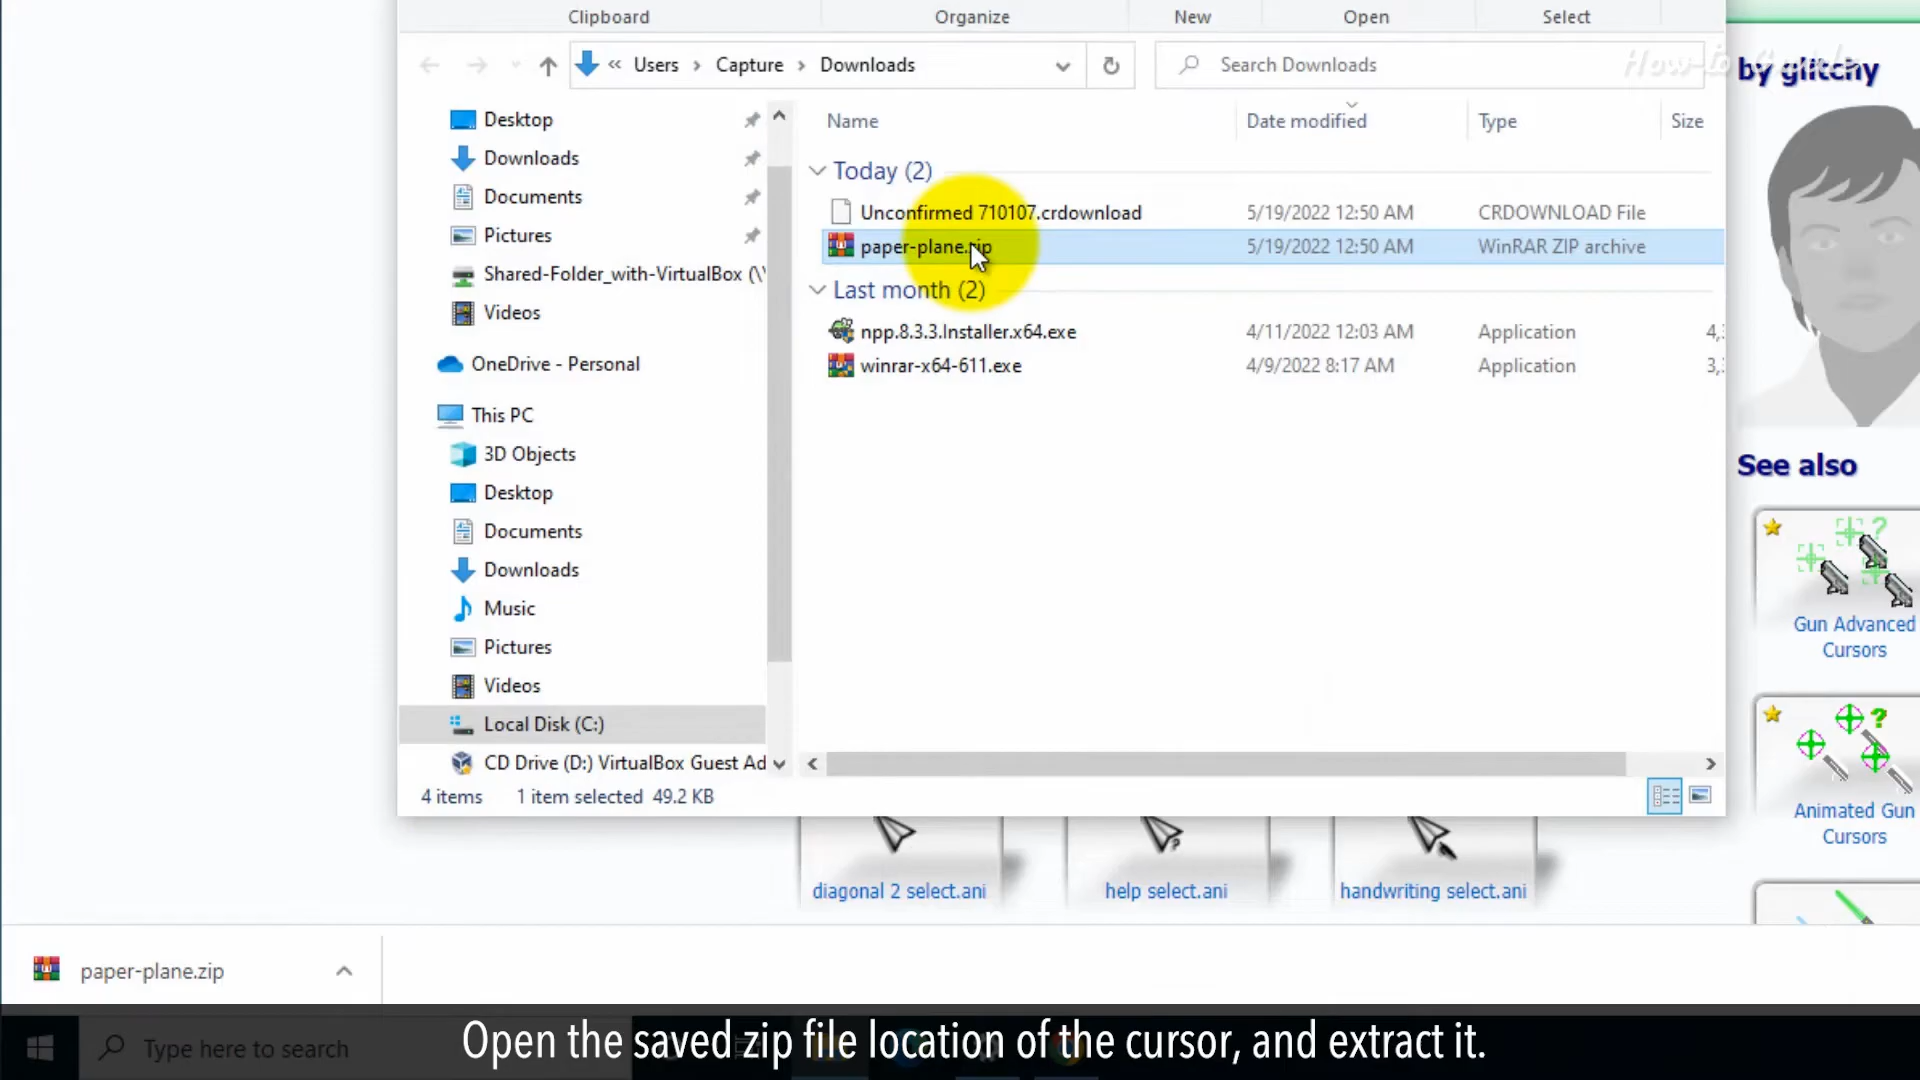 Clipboard
Organize
New
Open
Select
« Users > Capture > Downloads
Search Downloads
How-to Guide
by glitchy
Desktop
Downloads
Documents
Pictures
Shared-Folder_with-VirtualBox (\\
Videos
OneDrive - Personal
This PC
3D Objects
Desktop
Documents
Downloads
Music
Pictures
Videos
Local Disk (C:)
CD Drive (D:) VirtualBox Guest Ad
Name
Date modified
Type
Size
Today (2)
Unconfirmed 710107.crdownload
5/19/2022 12:50 AM
CRDOWNLOAD File
paper-plane.zip
5/19/2022 12:50 AM
WinRAR ZIP archive
Last month (2)
npp.8.3.3.Installer.x64.exe
4/11/2022 12:03 AM
Application
4,
winrar-x64-611.exe
4/9/2022 8:17 AM
Application
3,
4 items
1 item selected 49.2 KB
See also
Gun Advanced
Cursors
Animated Gun
Cursors
diagonal 2 select.ani
help select.ani
handwriting select.ani
paper-plane.zip
Type here to search
Open the saved zip file location of the cursor, and extract it.